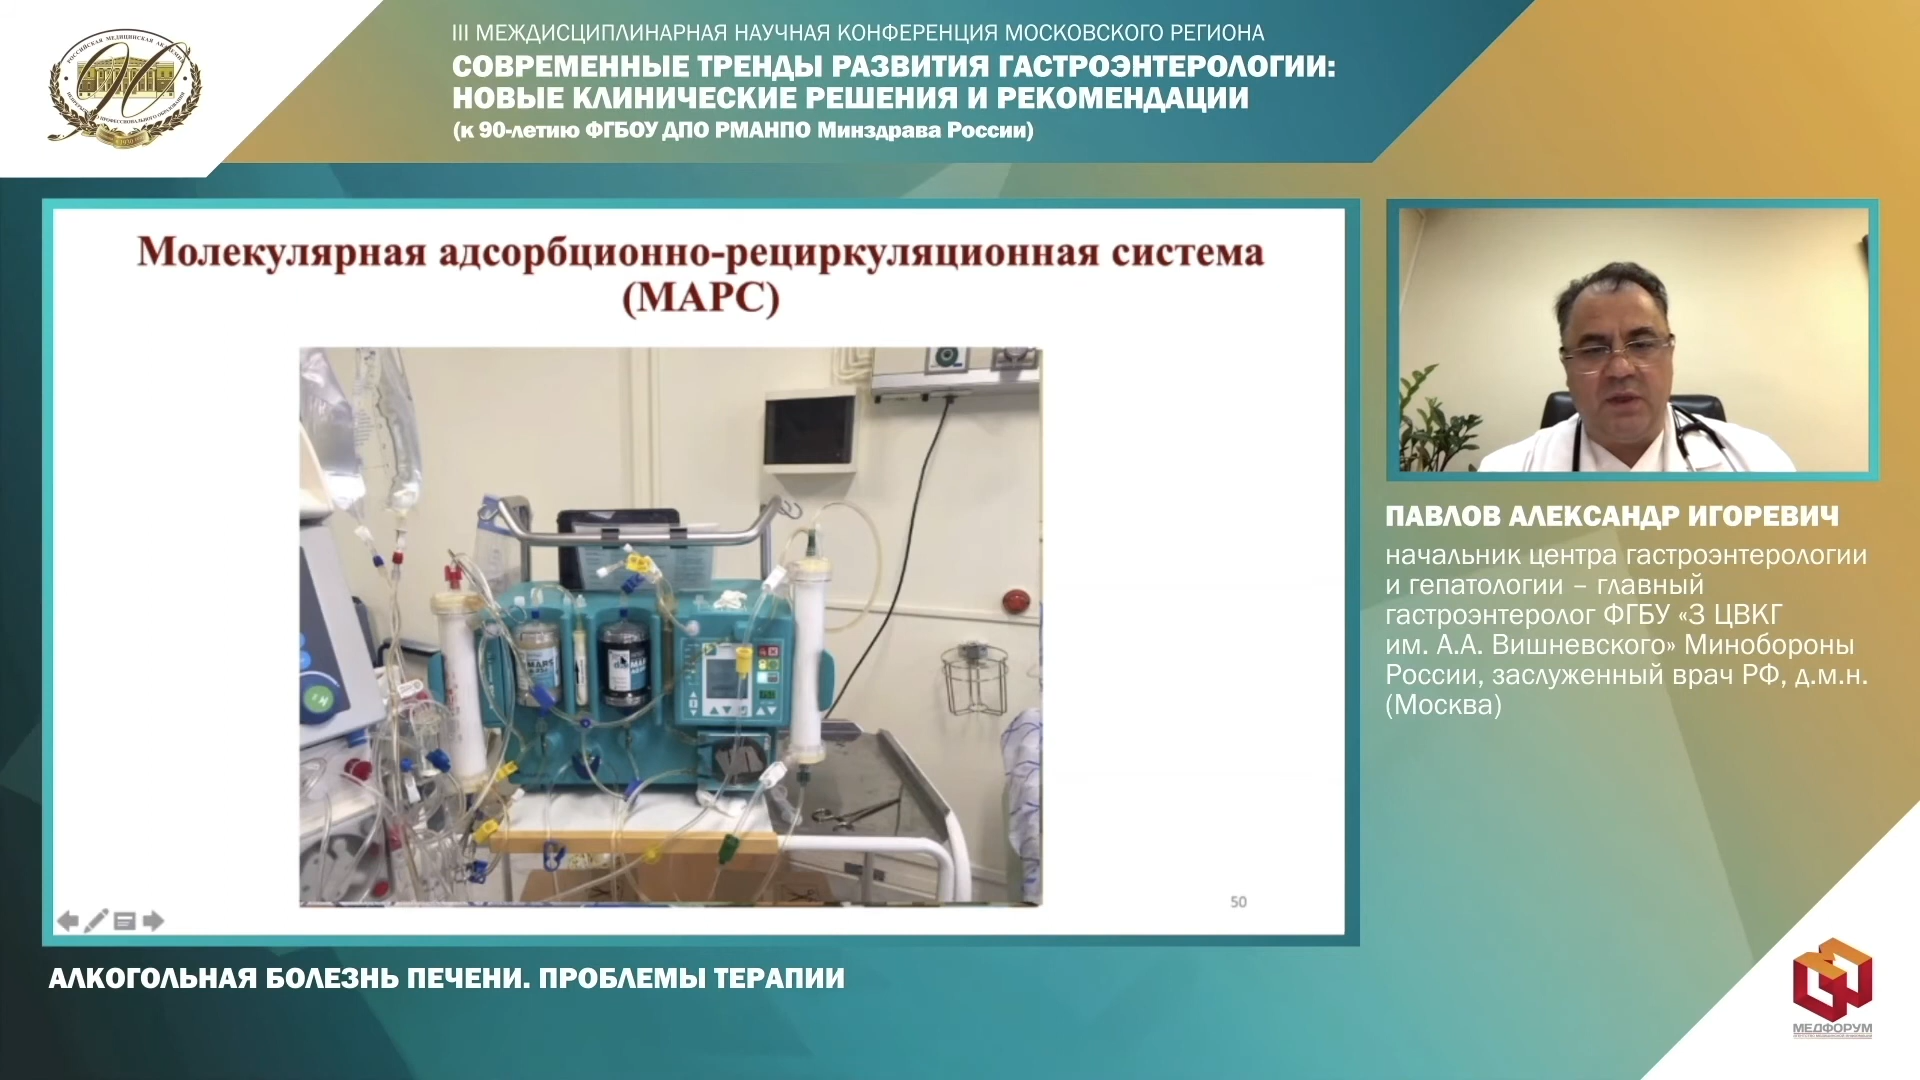 III МЕЖДИСЦИПЛИНАРНАЯ НАУЧНАЯ КОНФЕРЕНЦИЯ МОСКОВСКОГО РЕГИОНА
СОВРЕМЕННЫЕ ТРЕНДЫ РАЗВИТИЯ ГАСТРОЭНТЕРОЛОГИИ:
НОВЫЕ КЛИНИЧЕСКИЕ РЕШЕНИЯ И РЕКОМЕНДАЦИИ
(к 90-летию ФГБОУ ДПО РМАНПО Минздрава России)
Молекулярная адсорбционно-рециркуляционная система
(МАРС)
MARS
50
ПАВЛОВ АЛЕКСАНДР ИГОРЕВИЧ
начальник центра гастроэнтерологии
и гепатологии – главный
гастроэнтеролог ФГБУ «3 ЦВКГ
им. А.А. Вишневского» Минобороны
России, заслуженный врач РФ, д.м.н.
(Москва)
АЛКОГОЛЬНАЯ БОЛЕЗНЬ ПЕЧЕНИ. ПРОБЛЕМЫ ТЕРАПИИ
МЕДФОРУМ